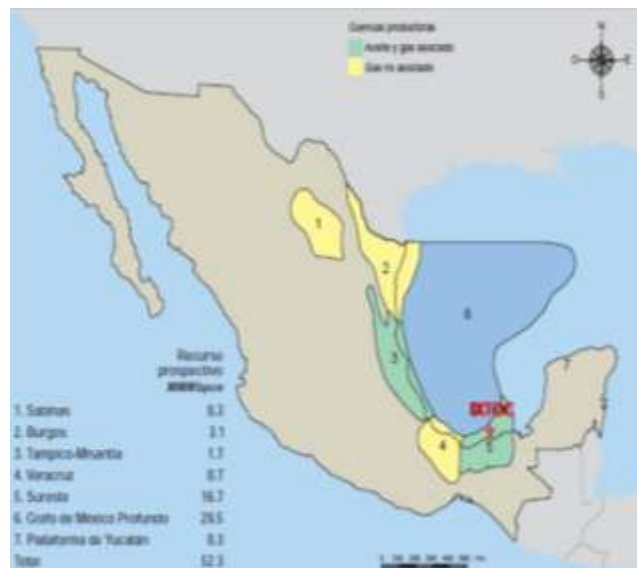 Cuencas productoras
Aceite y gas asociado
Gas no asociado
N
E
S
1
2
6
3
7
IXTOC
4
Recurso
prospectivo
1. Sabinas 0.3
2. Burgos 3.1
3. Tampico-Misantla 1.7
4. Veracruz 0.7
5. Sureste 16.7
6. Golfo de México Profundo 29.5
7. Plataforma de Yucatán 0.3
Total 52.3